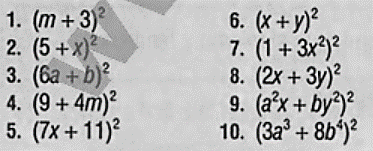 1. (m + 3)²
2. (5 + x)²
3. (6a + b)²
4. (9 + 4m)²
5. (7x + 11)²
6. (x + y)²
7. (1 + 3x²)²
8. (2x + 3y)²
9. (a²x + by²)²
10. (3a³ + 8b⁴)²